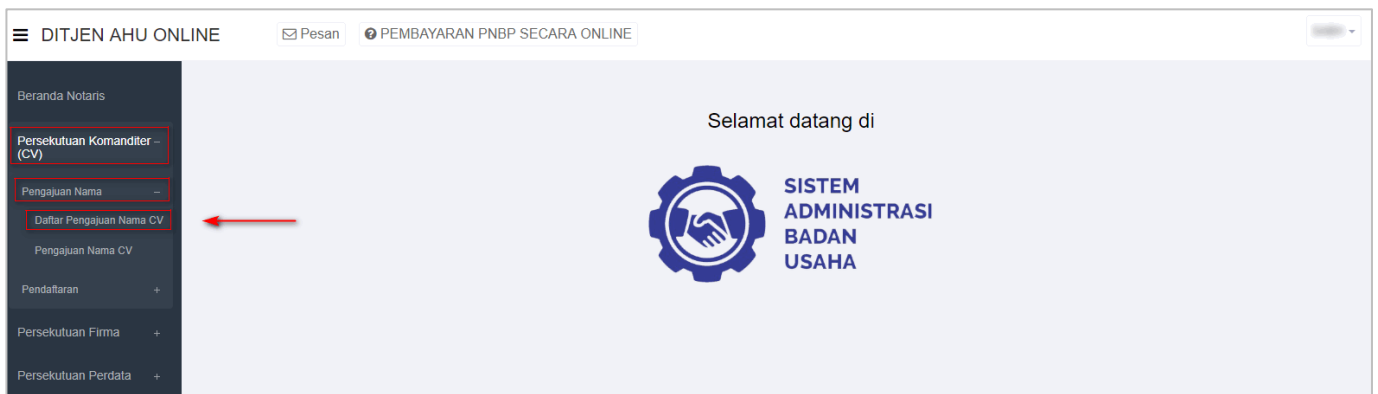 DITJEN AHU ONLINE
Pesan
PEMBAYARAN PNBP SECARA ONLINE
Beranda Notaris
Persekutuan Komanditer –
(CV)
Pengajuan Nama –
Daftar Pengajuan Nama CV
Pengajuan Nama CV
Pendaftaran +
Persekutuan Firma +
Persekutuan Perdata +
Selamat datang di
SISTEM
ADMINISTRASI
BADAN
USAHA